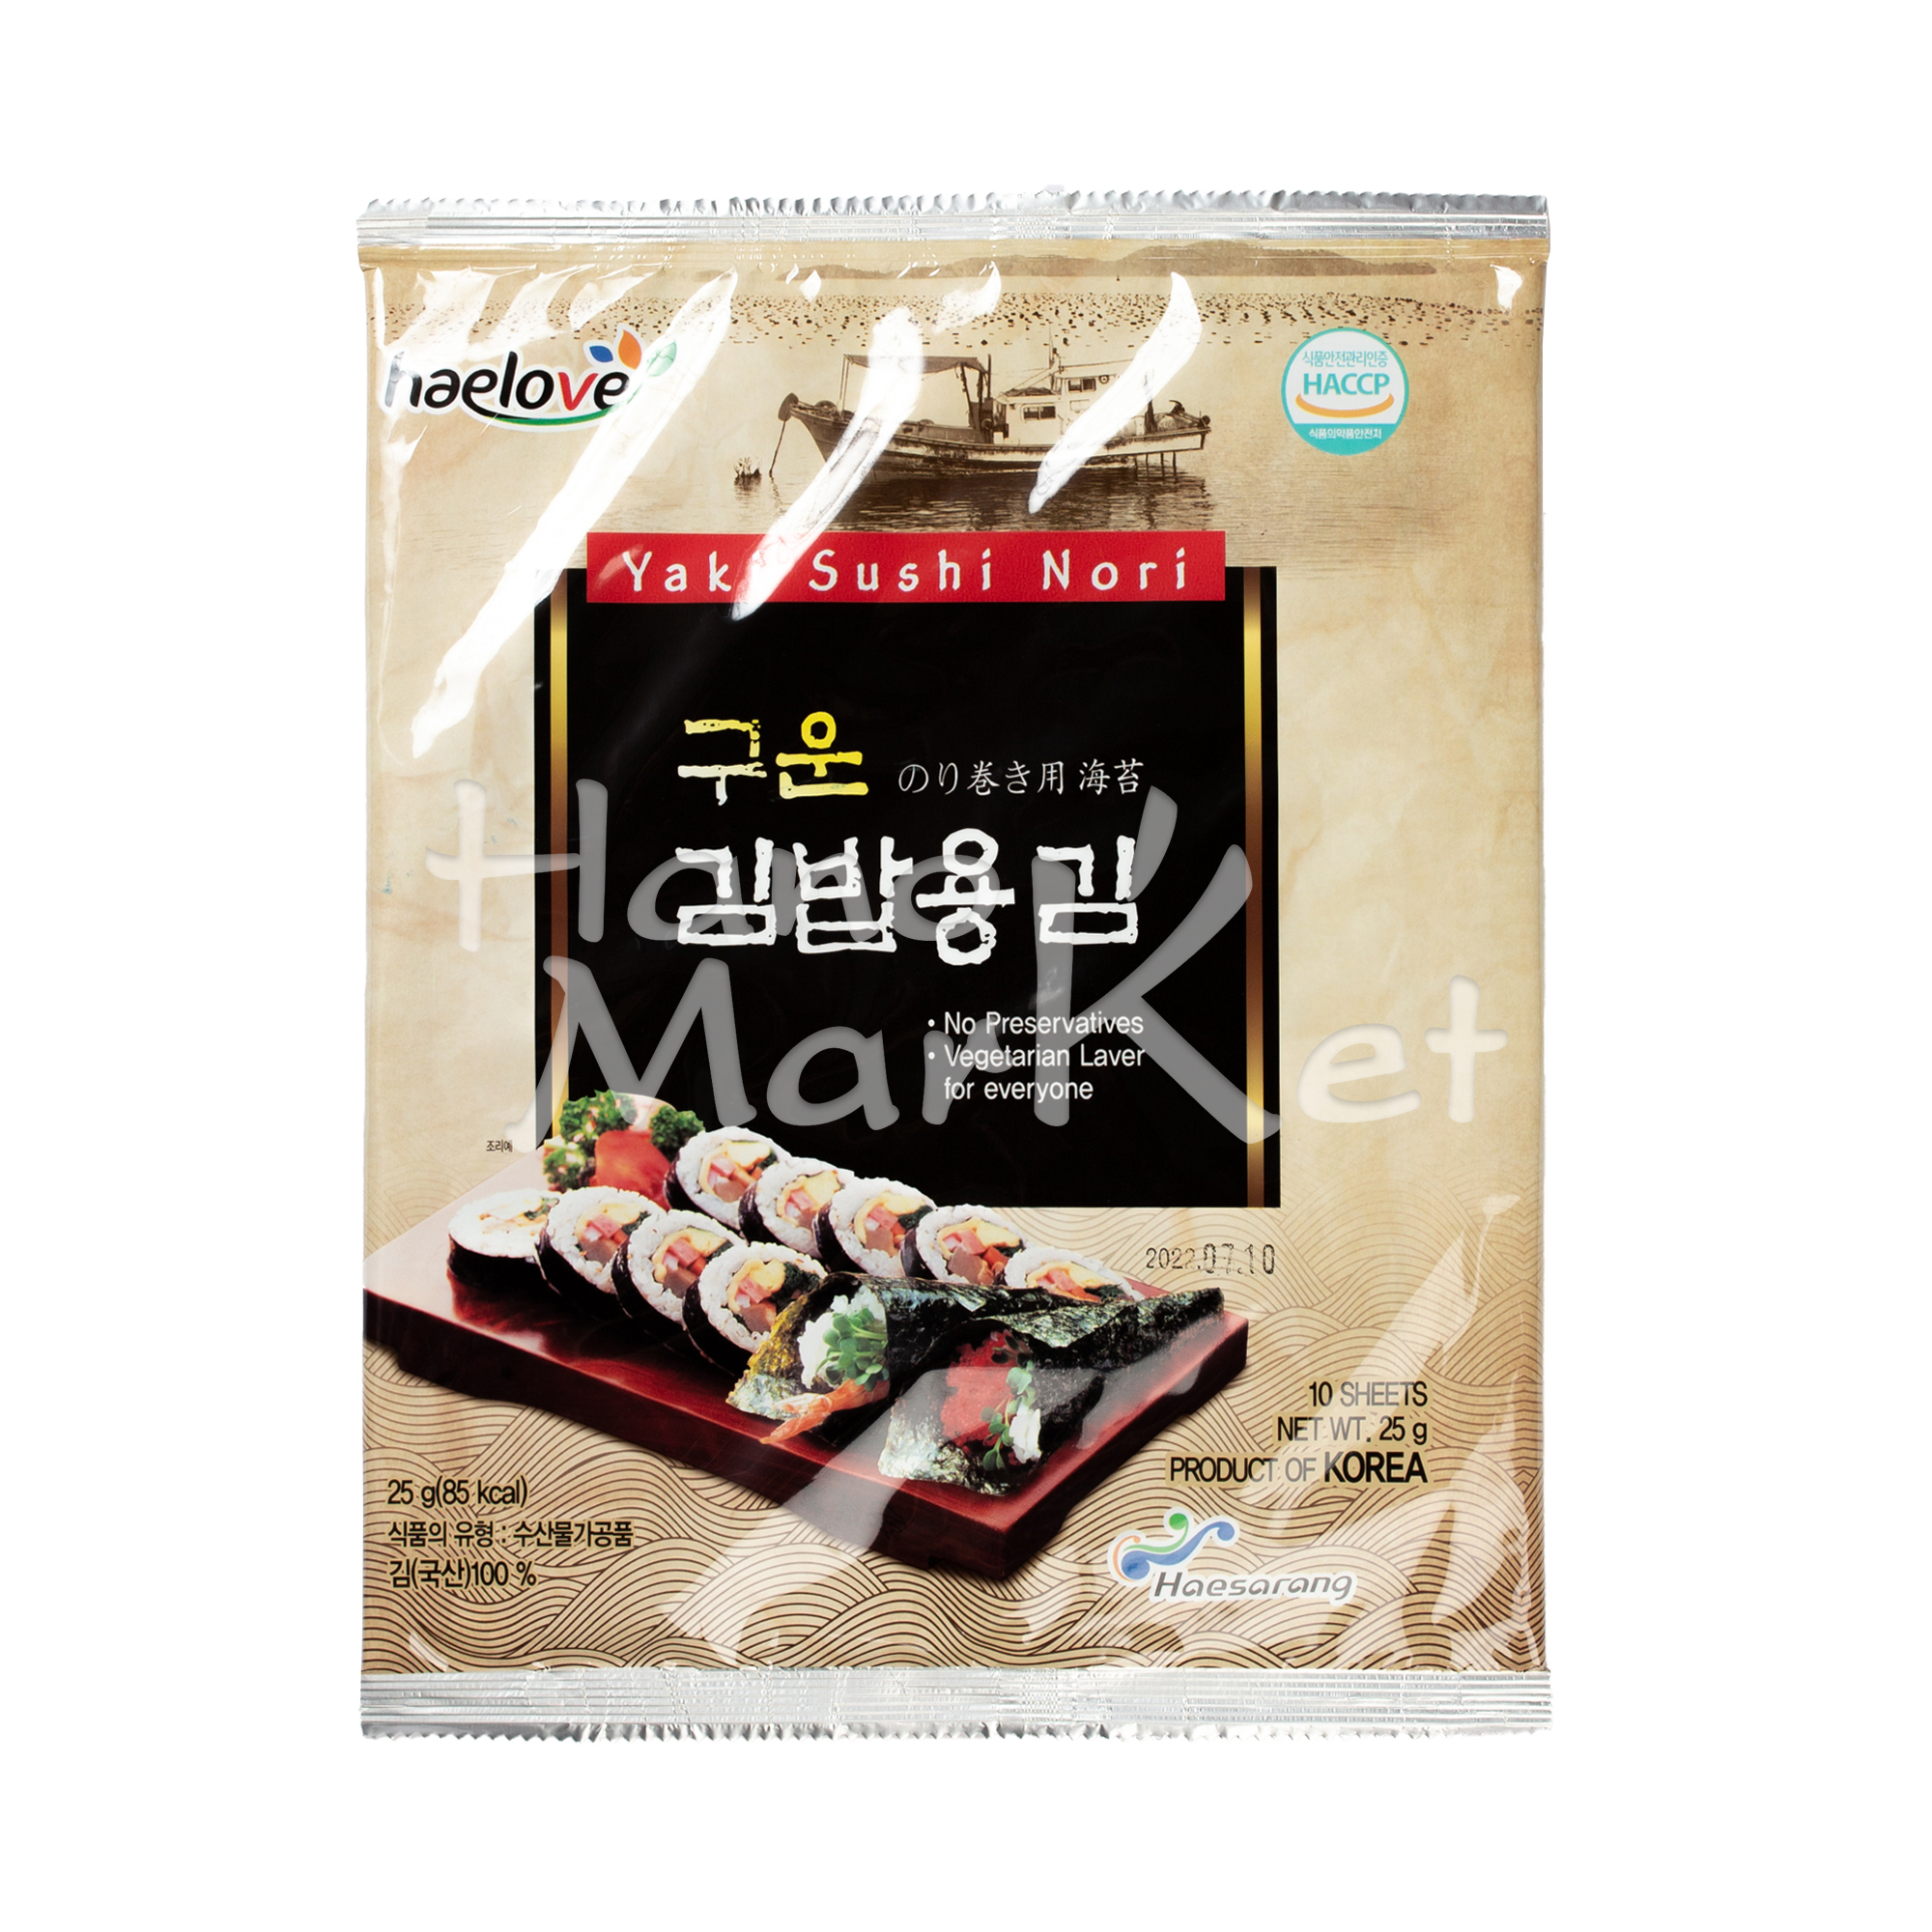 haelove
식품안전관리인증
HACCP
식품의약품안전처
Yaki Sushi Nori
구운 のり巻き用 海苔
김밥용 김
Hano
Market
• No Preservatives
• Vegetarian Laver
for everyone
조리예
2022.07.10
10 SHEETS
NET WT. 25 g
PRODUCT OF KOREA
25 g(85 kcal)
식품의 유형 : 수산물가공품
김(국산)100 %
Haesarang